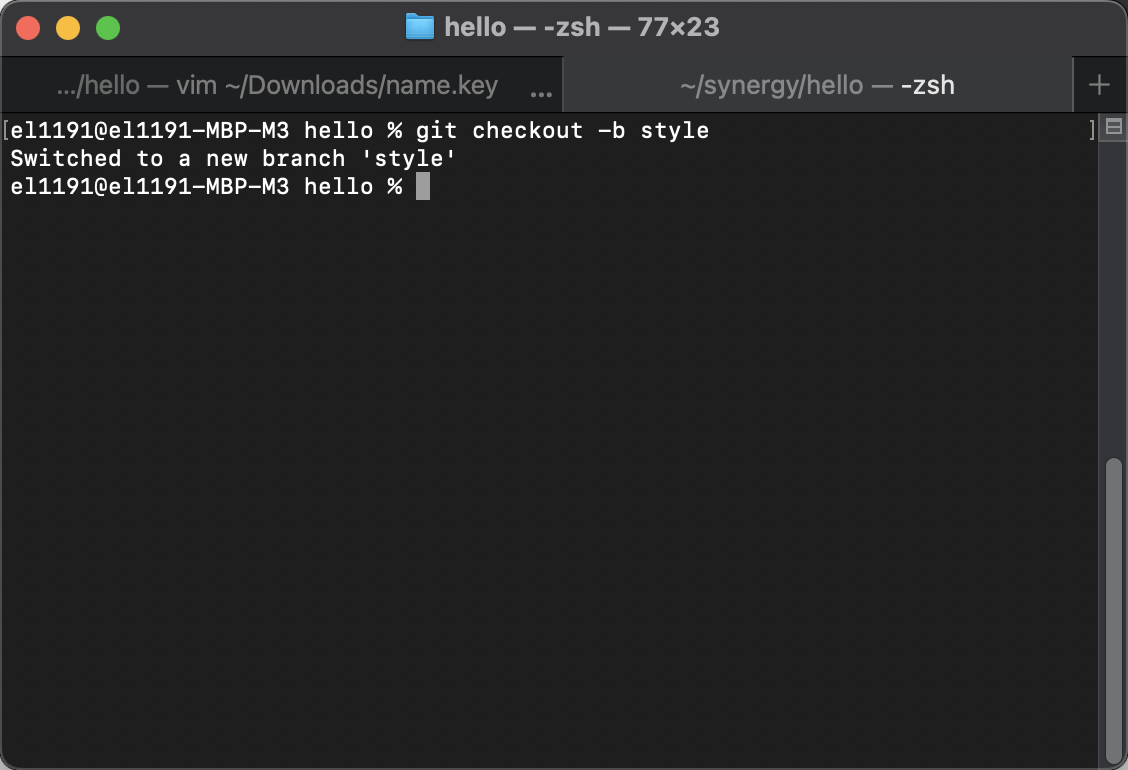 hello — -zsh — 77×23
.../hello — vim ~/Downloads/name.key ...
~/synergy/hello — -zsh
+
[el1191@el1191-MBP-M3 hello % git checkout -b style ]
Switched to a new branch 'style'
el1191@el1191-MBP-M3 hello %